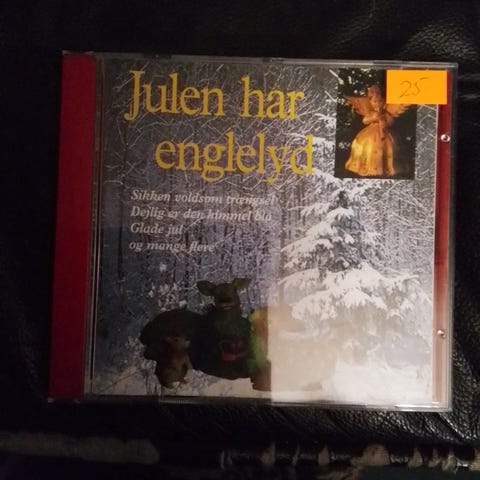 Julen har
englelyd
25
Sikken voldsom trængsel
Dejlig er den himmel blå
Glade jul
og mange flere